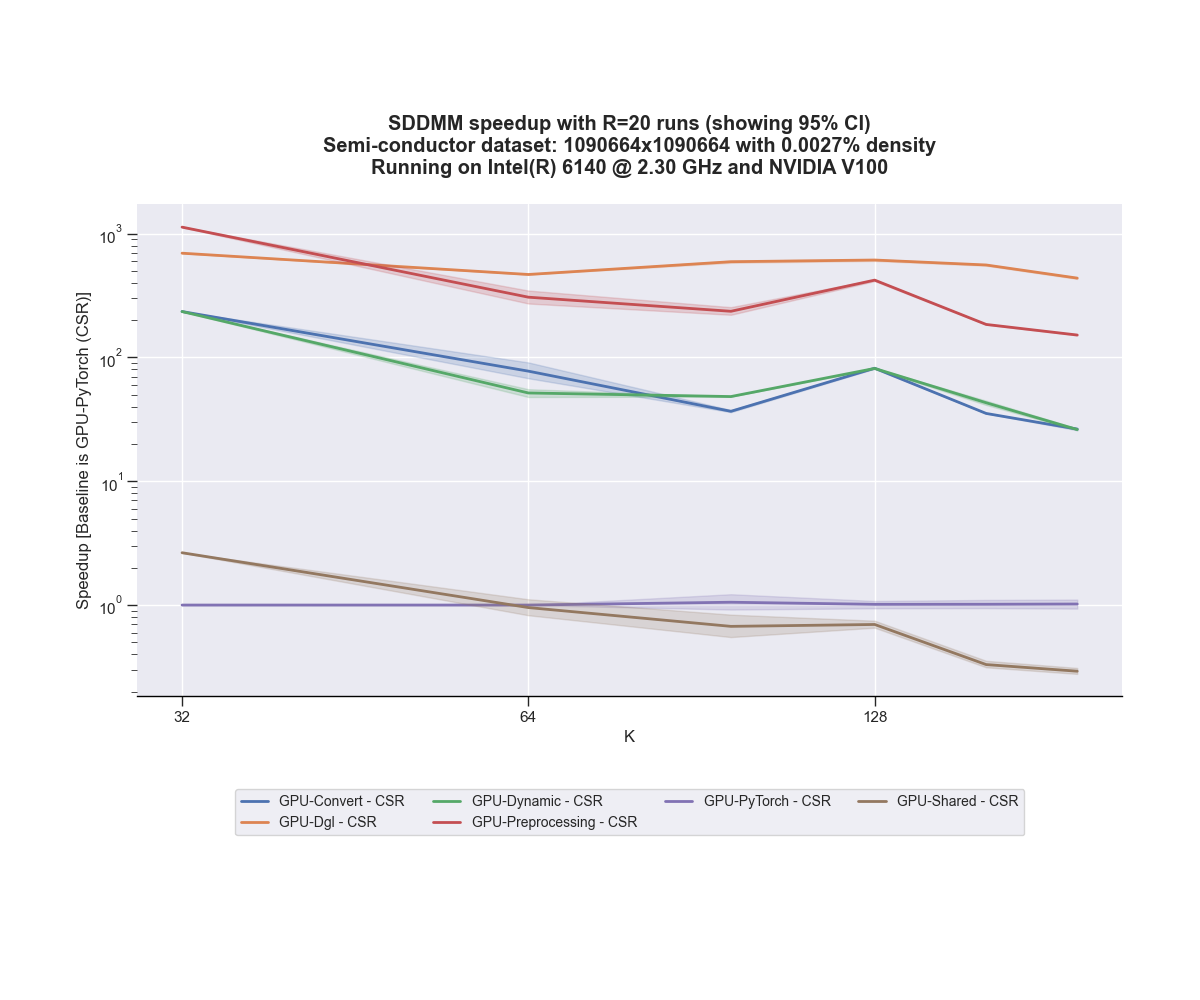 SDDMM speedup with R=20 runs (showing 95% CI)
Semi-conductor dataset: 1090664x1090664 with 0.0027% density
Running on Intel(R) 6140 @ 2.30 GHz and NVIDIA V100
Speedup [Baseline is GPU-PyTorch (CSR)]
10³
10²
10¹
10⁰
32
64
128
K
GPU-Convert - CSR
GPU-Dgl - CSR
GPU-Dynamic - CSR
GPU-Preprocessing - CSR
GPU-PyTorch - CSR
GPU-Shared - CSR